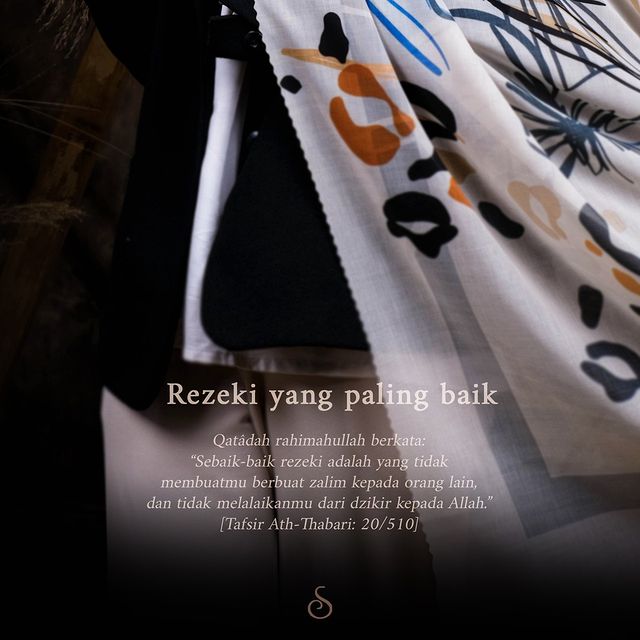 Rezeki yang paling baik
Qatâdah rahimahullah berkata:
“Sebaik-baik rezeki adalah yang tidak
membuatmu berbuat zalim kepada orang lain,
dan tidak melalaikanmu dari dzikir kepada Allah.”
[Tafsir Ath-Thabari: 20/510]